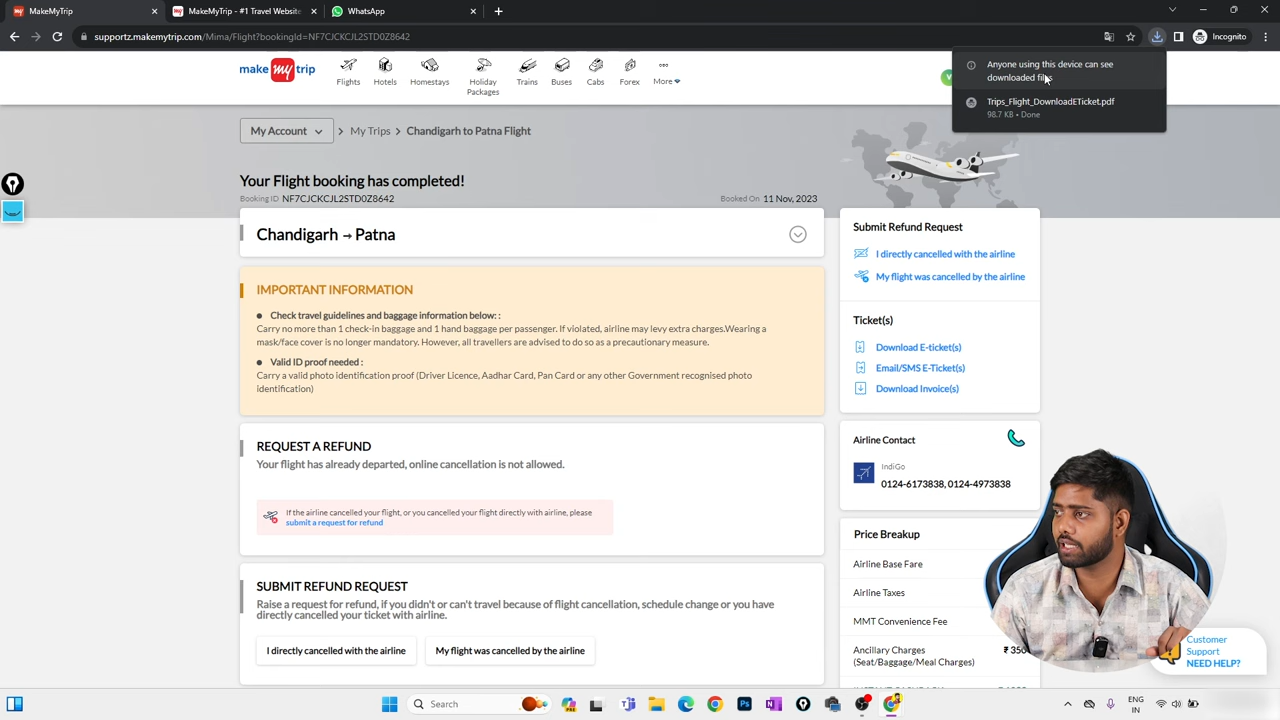 MakeMyTrip
MakeMyTrip - #1 Travel Website
WhatsApp
supportz.makemytrip.com/Mima/Flight?bookingId=NF7CJCKCJL2STD0Z8642
Incognito
Anyone using this device can see
downloaded files
Trips_Flight_DownloadETicket.pdf
98.7 KB • Done
make my trip
Flights
Hotels
Homestays
Holiday
Packages
Trains
Buses
Cabs
Forex
More
My Account
My Trips
Chandigarh to Patna Flight
Your Flight booking has completed!
Booking ID NF7CJCKCJL2STD0Z8642
Booked On 11 Nov, 2023
Chandigarh → Patna
IMPORTANT INFORMATION
Check travel guidelines and baggage information below: :
Carry no more than 1 check-in baggage and 1 hand baggage per passenger. If violated, airline may levy extra charges.Wearing a
mask/face cover is no longer mandatory. However, all travellers are advised to do so as a precautionary measure.
Valid ID proof needed :
Carry a valid photo identification proof (Driver Licence, Aadhar Card, Pan Card or any other Government recognised photo
identification)
REQUEST A REFUND
Your flight has already departed, online cancellation is not allowed.
If the airline cancelled your flight, or you cancelled your flight directly with airline, please
submit a request for refund
SUBMIT REFUND REQUEST
Raise a request for refund, if you didn't or can't travel because of flight cancellation, schedule change or you have
directly cancelled your ticket with airline.
I directly cancelled with the airline
My flight was cancelled by the airline
Submit Refund Request
I directly cancelled with the airline
My flight was cancelled by the airline
Ticket(s)
Download E-ticket(s)
Email/SMS E-Ticket(s)
Download Invoice(s)
Airline Contact
IndiGo
0124-6173838, 0124-4973838
Price Breakup
Airline Base Fare
Airline Taxes
MMT Convenience Fee
Ancillary Charges
(Seat/Baggage/Meal Charges)
₹ 350
Customer
Support
NEED HELP?
Search
ENG
IN